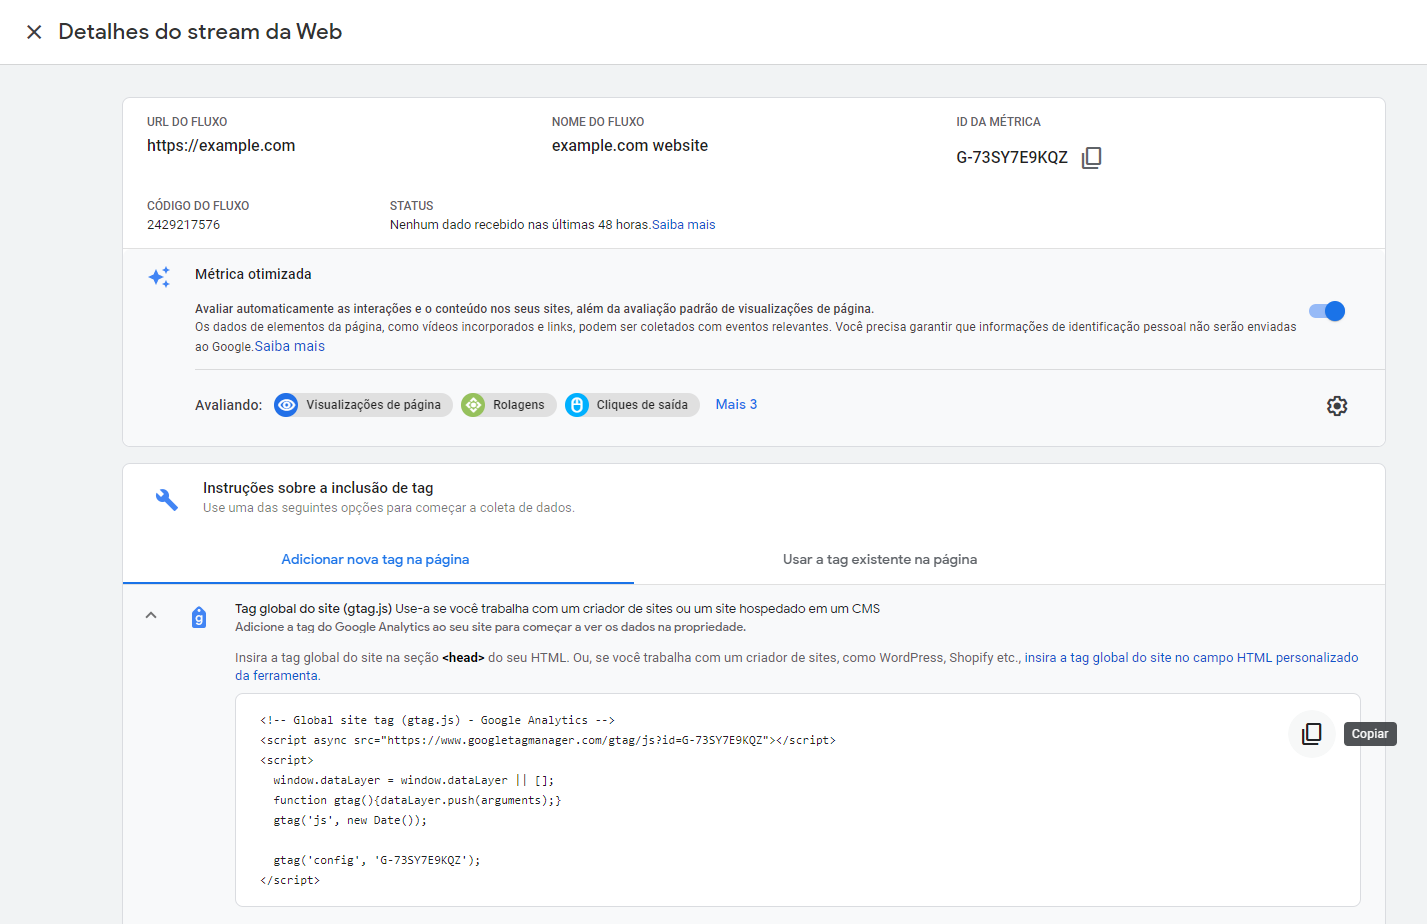 Detalhes do stream da Web
URL DO FLUXO
https://example.com
NOME DO FLUXO
example.com website
ID DA MÉTRICA
G-73SY7E9KQZ
CÓDIGO DO FLUXO
2429217576
STATUS
Nenhum dado recebido nas últimas 48 horas.Saiba mais
Métrica otimizada
Avaliar automaticamente as interações e o conteúdo nos seus sites, além da avaliação padrão de visualizações de página.
Os dados de elementos da página, como vídeos incorporados e links, podem ser coletados com eventos relevantes. Você precisa garantir que informações de identificação pessoal não serão enviadas
ao Google.Saiba mais
Avaliando: Visualizações de página Rolagens Cliques de saída Mais 3
Instruções sobre a inclusão de tag
Use uma das seguintes opções para começar a coleta de dados.
Adicionar nova tag na página
Usar a tag existente na página
g
Tag global do site (gtag.js) Use-a se você trabalha com um criador de sites ou um site hospedado em um CMS
Adicione a tag do Google Analytics ao seu site para começar a ver os dados na propriedade.
Insira a tag global do site na seção <head> do seu HTML. Ou, se você trabalha com um criador de sites, como WordPress, Shopify etc., insira a tag global do site no campo HTML personalizado
da ferramenta.
<!-- Global site tag (gtag.js) - Google Analytics -->
<script async src="https://www.googletagmanager.com/gtag/js?id=G-73SY7E9KQZ"></script>
<script>
window.dataLayer = window.dataLayer || [];
function gtag(){dataLayer.push(arguments);}
gtag('js', new Date());
gtag('config', 'G-73SY7E9KQZ');
</script>
Copiar